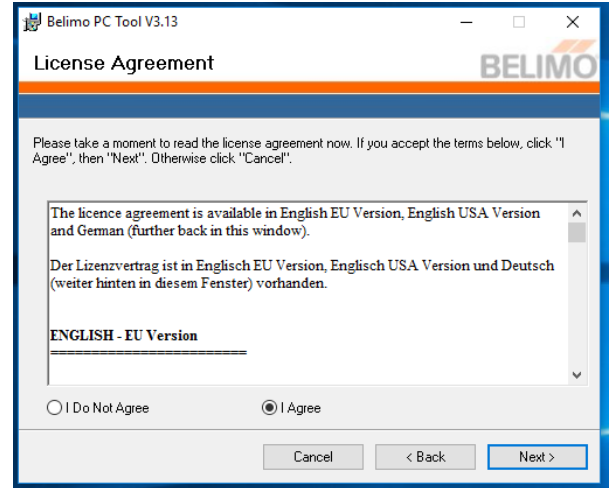 Belimo PC Tool V3.13
License Agreement
BELIMO
Please take a moment to read the license agreement now. If you accept the terms below, click "I
Agree", then "Next". Otherwise click "Cancel".
The licence agreement is available in English EU Version, English USA Version
and German (further back in this window).
Der Lizenzvertrag ist in Englisch EU Version, Englisch USA Version und Deutsch
(weiter hinten in diesem Fenster) vorhanden.
ENGLISH - EU Version
========================
I Do Not Agree
I Agree
Cancel
< Back
Next >